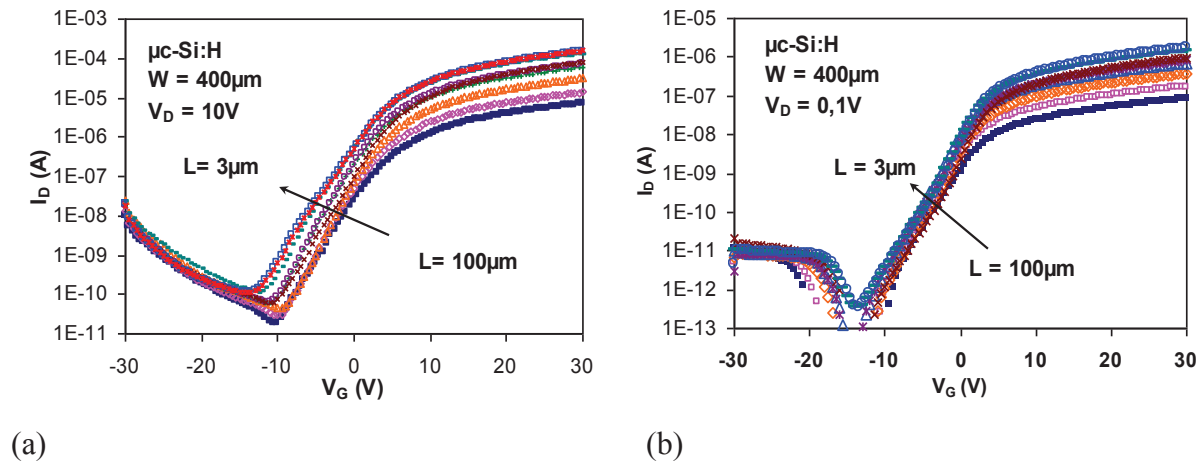 1E-03
1E-04
1E-05
1E-06
1E-07
1E-08
1E-09
1E-10
1E-11
I_D (A)
µc-Si:H
W = 400µm
V_D = 10V
L= 3µm
L= 100µm
-30 -20 -10 0 10 20 30
V_G (V)
(a)
1E-05
1E-06
1E-07
1E-08
1E-09
1E-10
1E-11
1E-12
1E-13
I_D (A)
µc-Si:H
W = 400µm
V_D = 0,1V
L = 3µm
L = 100µm
-30 -20 -10 0 10 20 30
V_G (V)
(b)